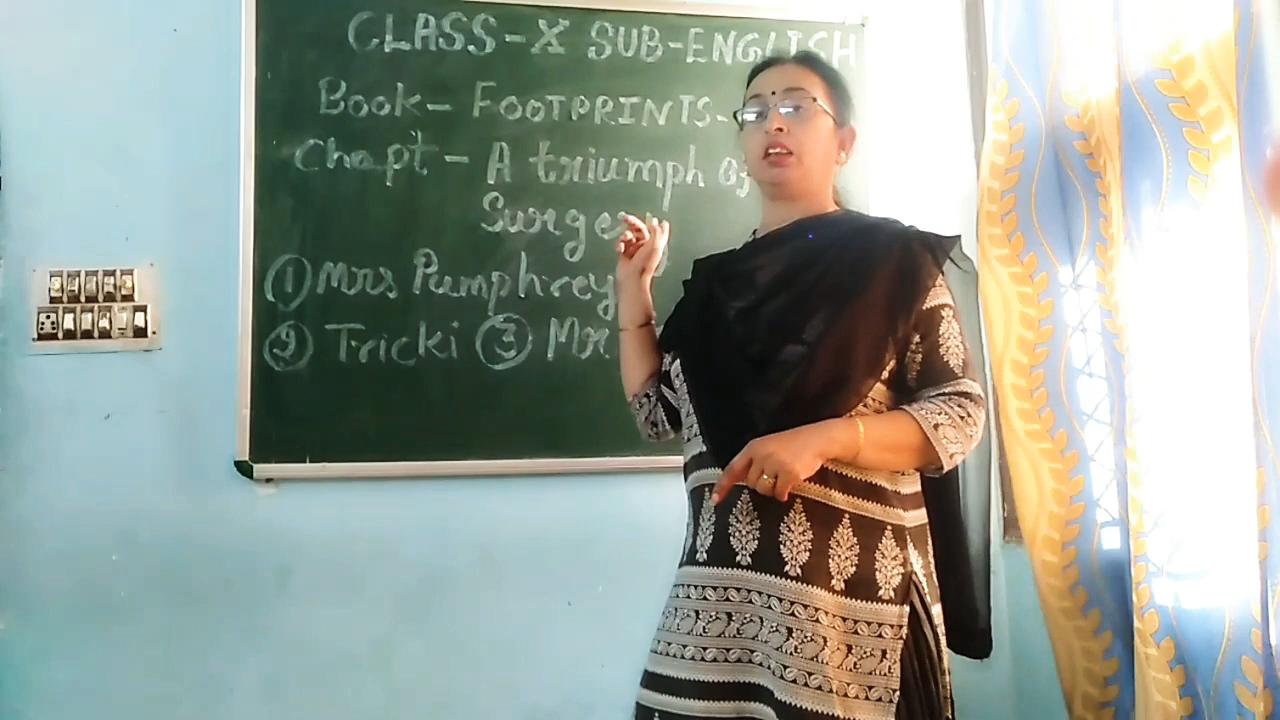 CLASS-X SUB-ENGLISH
Book- FOOTPRINTS-
Chapt- A triumph of
Surgery
① Mrs Pumphrey
② Tricki ③ Mr